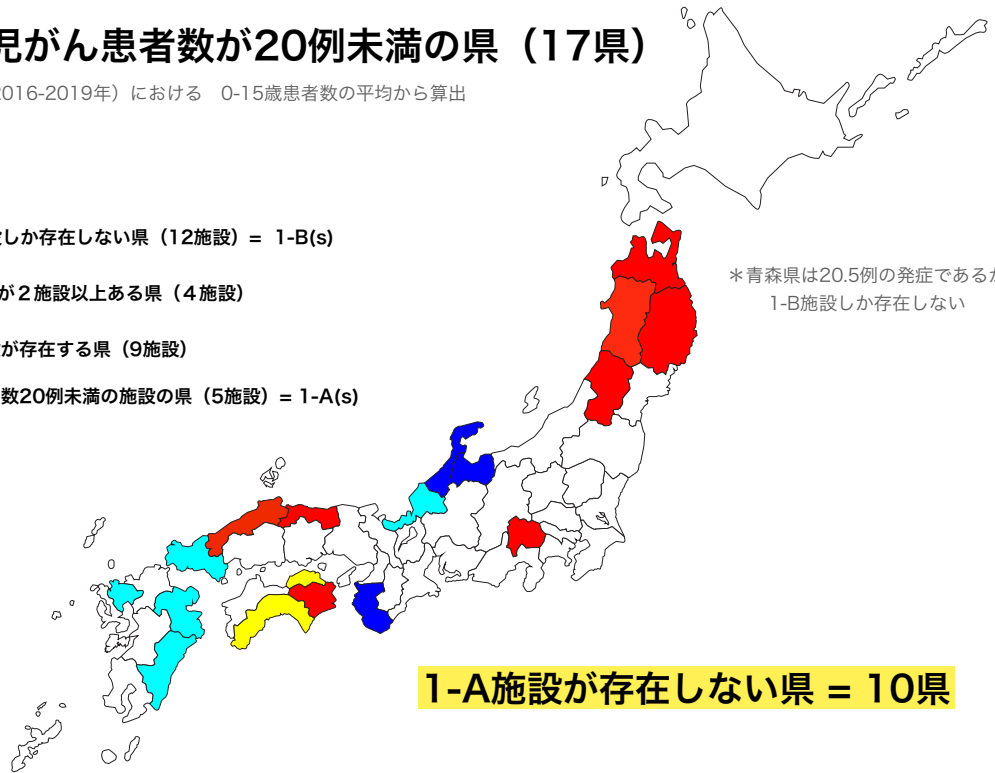 児がん患者数が20例未満の県（17県）
2016-2019年）における　0-15歳患者数の平均から算出
しか存在しない県（12施設）=  1-B(s)
が２施設以上ある県（４施設）
が存在する県（9施設）
数20例未満の施設の県（5施設）= 1-A(s)
＊青森県は20.5例の発症であるが
1-B施設しか存在しない
1-A施設が存在しない県 = 10県